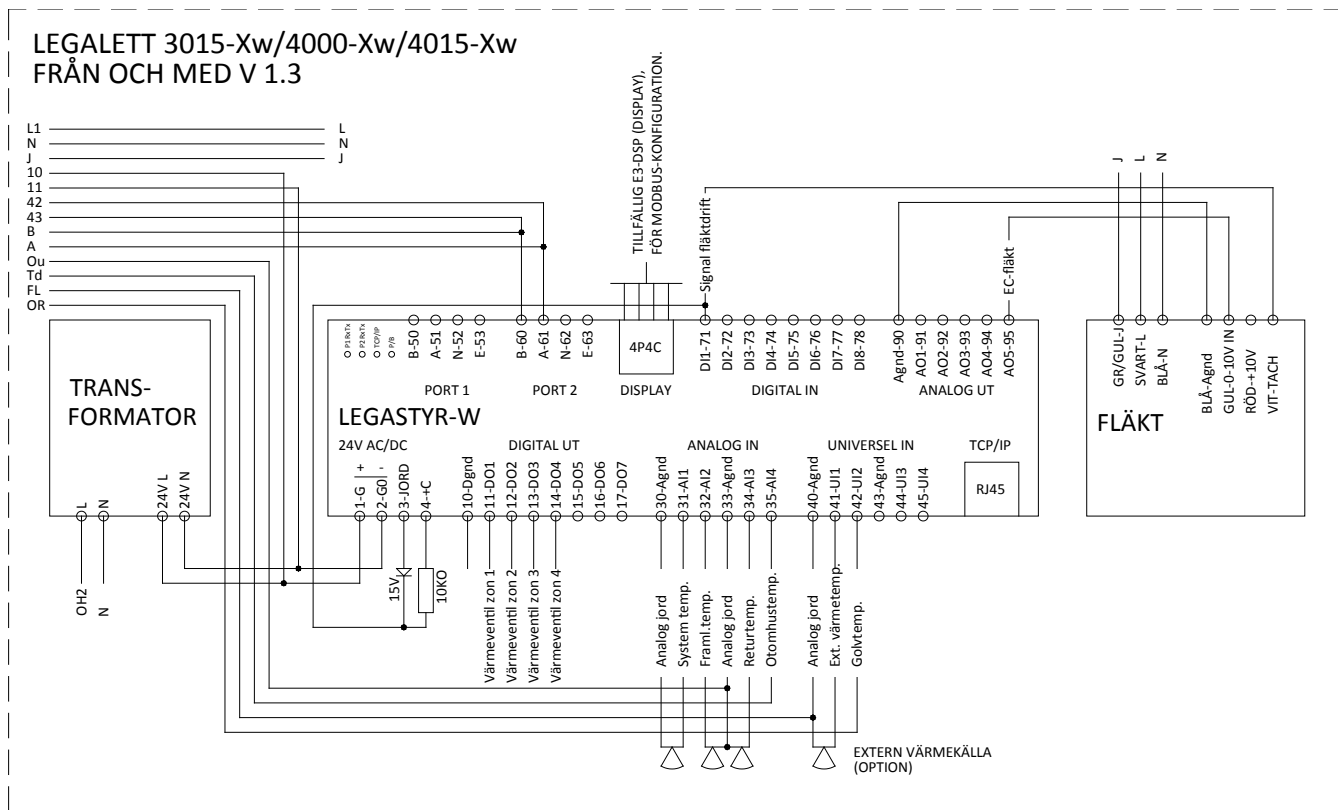 LEGALETT 3015-Xw/4000-Xw/4015-Xw
FRÅN OCH MED V 1.3
L1
N
J
10
11
42
43
B
A
Ou
Td
FL
OR
L
N
J
TILLFÄLLIG E3-DSP (DISPLAY),
FÖR MODBUS-KONFIGURATION.
Signal fläktdrift
EC-fläkt
J
L
N
TRANS-
FORMATOR
L
N
24V L
24V N
OH2
N
P1 RxTx
P2 RxTx
TCP/IP
P/B
B-50
A-51
N-52
E-53
B-60
A-61
N-62
E-63
4P4C
DI1-71
DI2-72
DI3-73
DI4-74
DI5-75
DI6-76
DI7-77
DI8-78
Agnd-90
AO1-91
AO2-92
AO3-93
AO4-94
AO5-95
PORT 1
PORT 2
DISPLAY
DIGITAL IN
ANALOG UT
LEGASTYR-W
24V AC/DC
DIGITAL UT
ANALOG IN
UNIVERSEL IN
TCP/IP
RJ45
+
-
1-G
2-G0
3-JORD
4-+C
10-Dgnd
11-DO1
12-DO2
13-DO3
14-DO4
15-DO5
16-DO6
17-DO7
30-Agnd
31-AI1
32-AI2
33-Agnd
34-AI3
35-AI4
40-Agnd
41-UI1
42-UI2
43-Agnd
44-UI3
45-UI4
GR/GUL-J
SVART-L
BLÅ-N
BLÅ-Agnd
GUL-0-10V IN
RÖD-+10V
VIT-TACH
FLÄKT
15V
10KO
Värmeventil zon 1
Värmeventil zon 2
Värmeventil zon 3
Värmeventil zon 4
Analog jord
System temp.
Framl.temp.
Analog jord
Returtemp.
Otomhustemp.
Analog jord
Ext. värmetemp.
Golvtemp.
EXTERN VÄRMEKÄLLA
(OPTION)